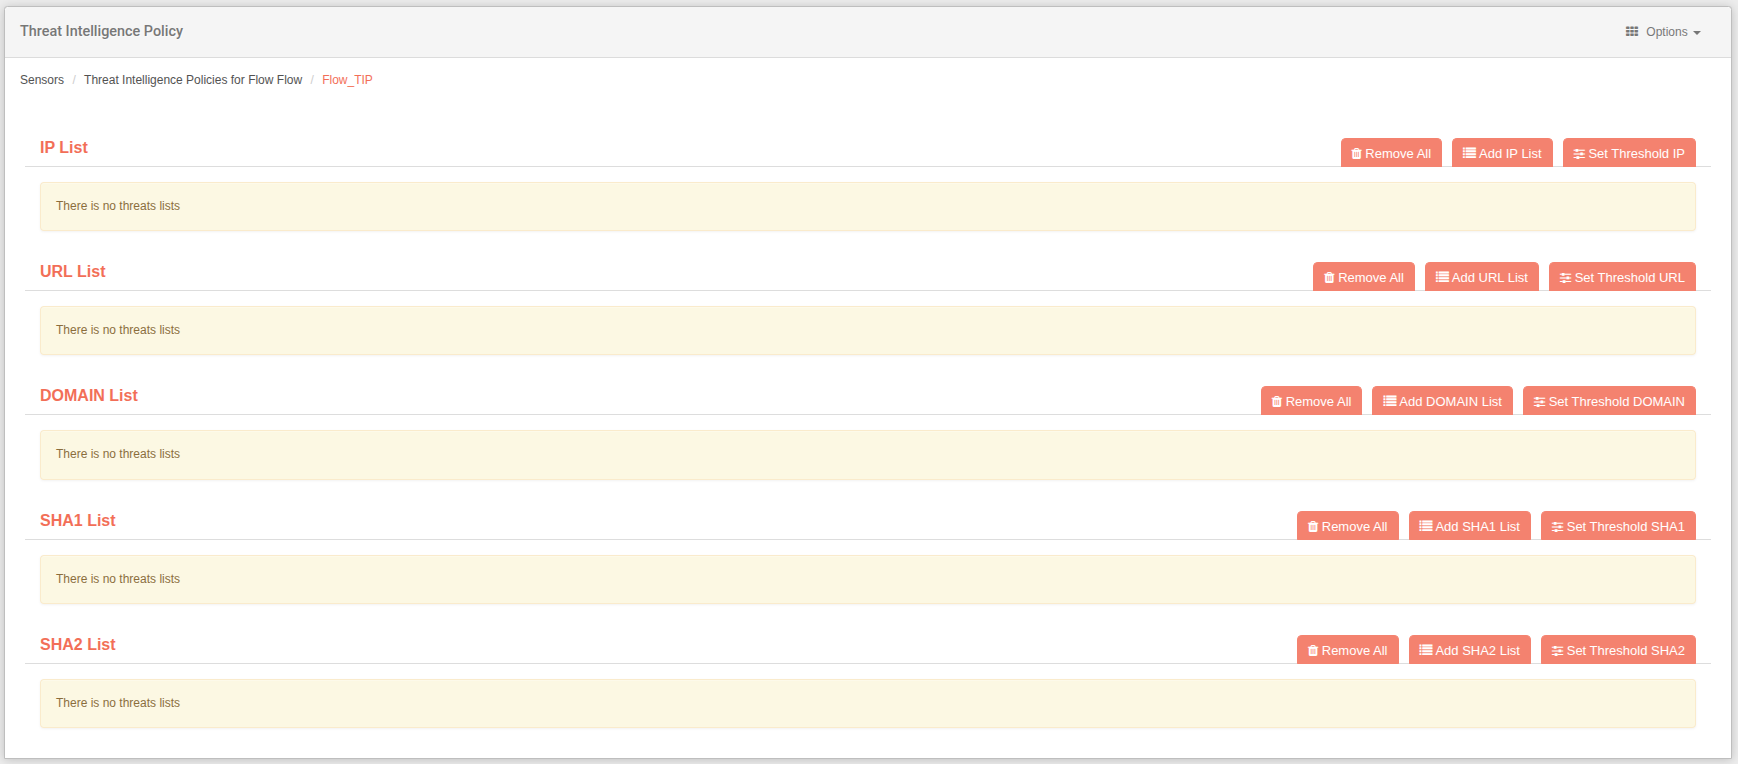 Threat Intelligence Policy
Options
Sensors / Threat Intelligence Policies for Flow Flow / Flow_TIP
IP List
Remove All
Add IP List
Set Threshold IP
There is no threats lists
URL List
Remove All
Add URL List
Set Threshold URL
There is no threats lists
DOMAIN List
Remove All
Add DOMAIN List
Set Threshold DOMAIN
There is no threats lists
SHA1 List
Remove All
Add SHA1 List
Set Threshold SHA1
There is no threats lists
SHA2 List
Remove All
Add SHA2 List
Set Threshold SHA2
There is no threats lists